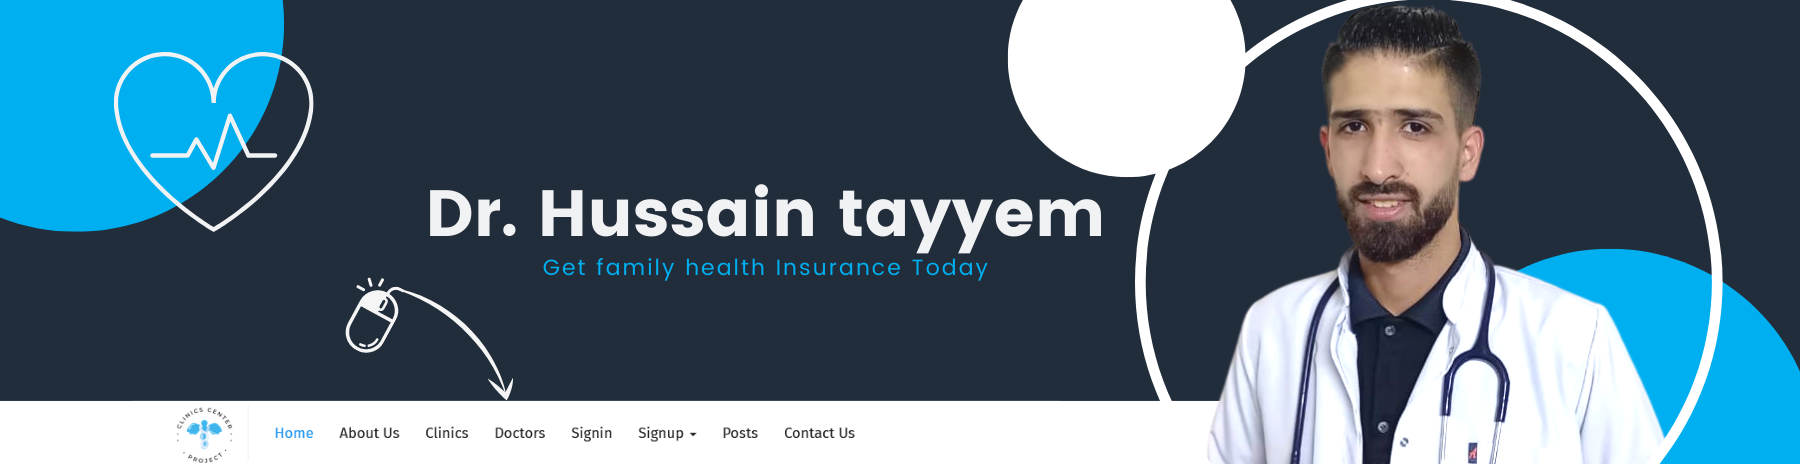 Dr. Hussain tayyem
Get family health Insurance Today
CLINICS CENTER
PROJECT
Home About Us Clinics Doctors Signin Signup Posts Contact Us